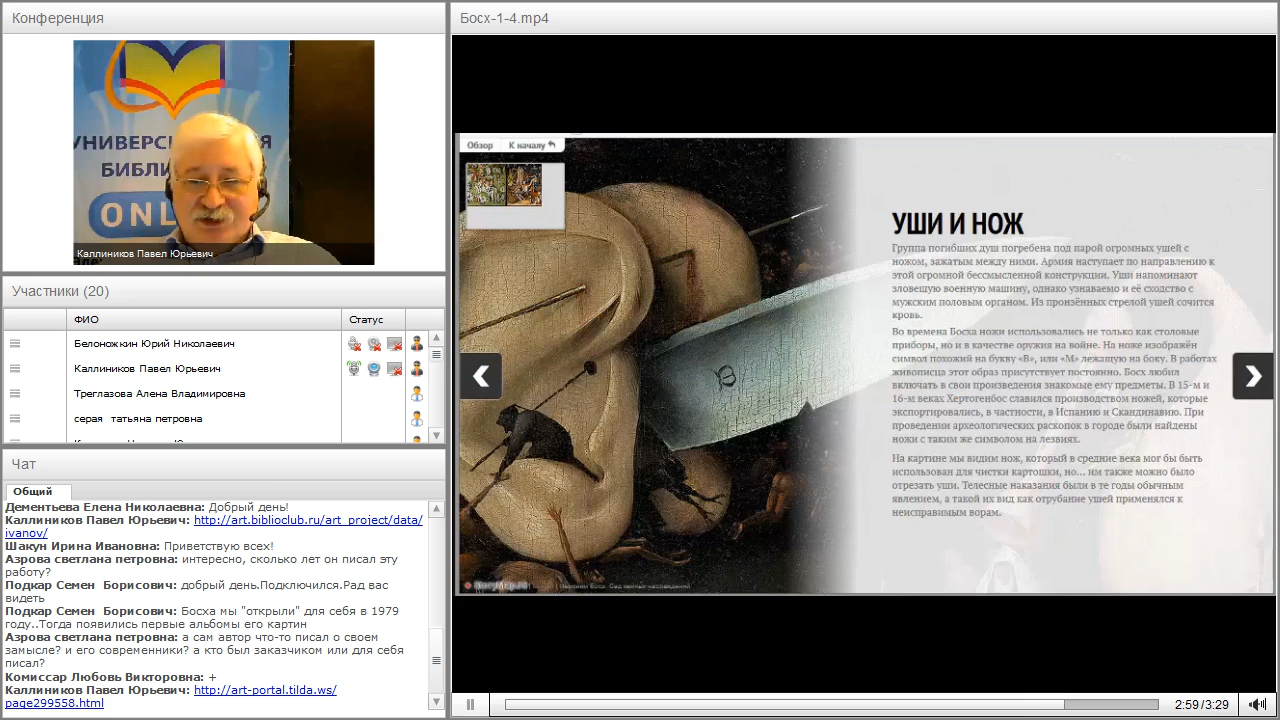 Конференция
УНИВЕРС
АЯ
БИБЛИ
ONL
Каллиников Павел Юрьевич
Участники (20)
ФИО
Статус
Белоножкин Юрий Николаевич
Каллиников Павел Юрьевич
Треглазова Алена Владимировна
серая татьяна петровна
Чат
Общий
Дементьева Елена Николаевна: Добрый день!
Каллиников Павел Юрьевич: http://art.biblioclub.ru/art_project/data/
ivanov/
Шакун Ирина Ивановна: Приветствую всех!
Азрова светлана петровна: интересно, сколько лет он писал эту
работу?
Подкар Семен Борисович: добрый день.Подключился.Рад вас
видеть
Подкар Семен Борисович: Босха мы "открыли" для себя в 1979
году..Тогда появились первые альбомы его картин
Азрова светлана петровна: а сам автор что-то писал о своем
замысле? и его современники? а кто был заказчиком или для себя
писал?
Комиссар Любовь Викторовна: +
Каллиников Павел Юрьевич: http://art-portal.tilda.ws/
page299558.html
Босх-1-4.mp4
Обзор
К началу
УШИ И НОЖ
Группа погибших душ погребена под парой огромных ушей с
ножом, зажатым между ними. Армия наступает по направлению к
этой огромной бессмысленной конструкции. Уши напоминают
зловещую военную машину, однако узнаваемо и её сходство с
мужским половым органом. Из пронзённых стрелой ушей сочится
кровь.
Во времена Босха ножи использовались не только как столовые
приборы, но и в качестве оружия на войне. На ноже изображён
символ похожий на букву «В», или «М» лежащую на боку. В работах
живописца этот образ присутствует постоянно. Босх любил
включать в свои произведения знакомые ему предметы. В 15-м и
16-м веках Хертогенбос славился производством ножей, которые
экспортировались, в частности, в Испанию и Скандинавию. При
проведении археологических раскопок в городе были найдены
ножи с таким же символом на лезвиях.
На картине мы видим нож, который в средние века мог бы быть
использован для чистки картошки, но... им также можно было
отрезать уши. Телесные наказания были в те годы обычным
явлением, а такой их вид как отрубание ушей применялся к
неисправимым ворам.
Иероним Босх. Сад земных наслаждений
2:59/3:29